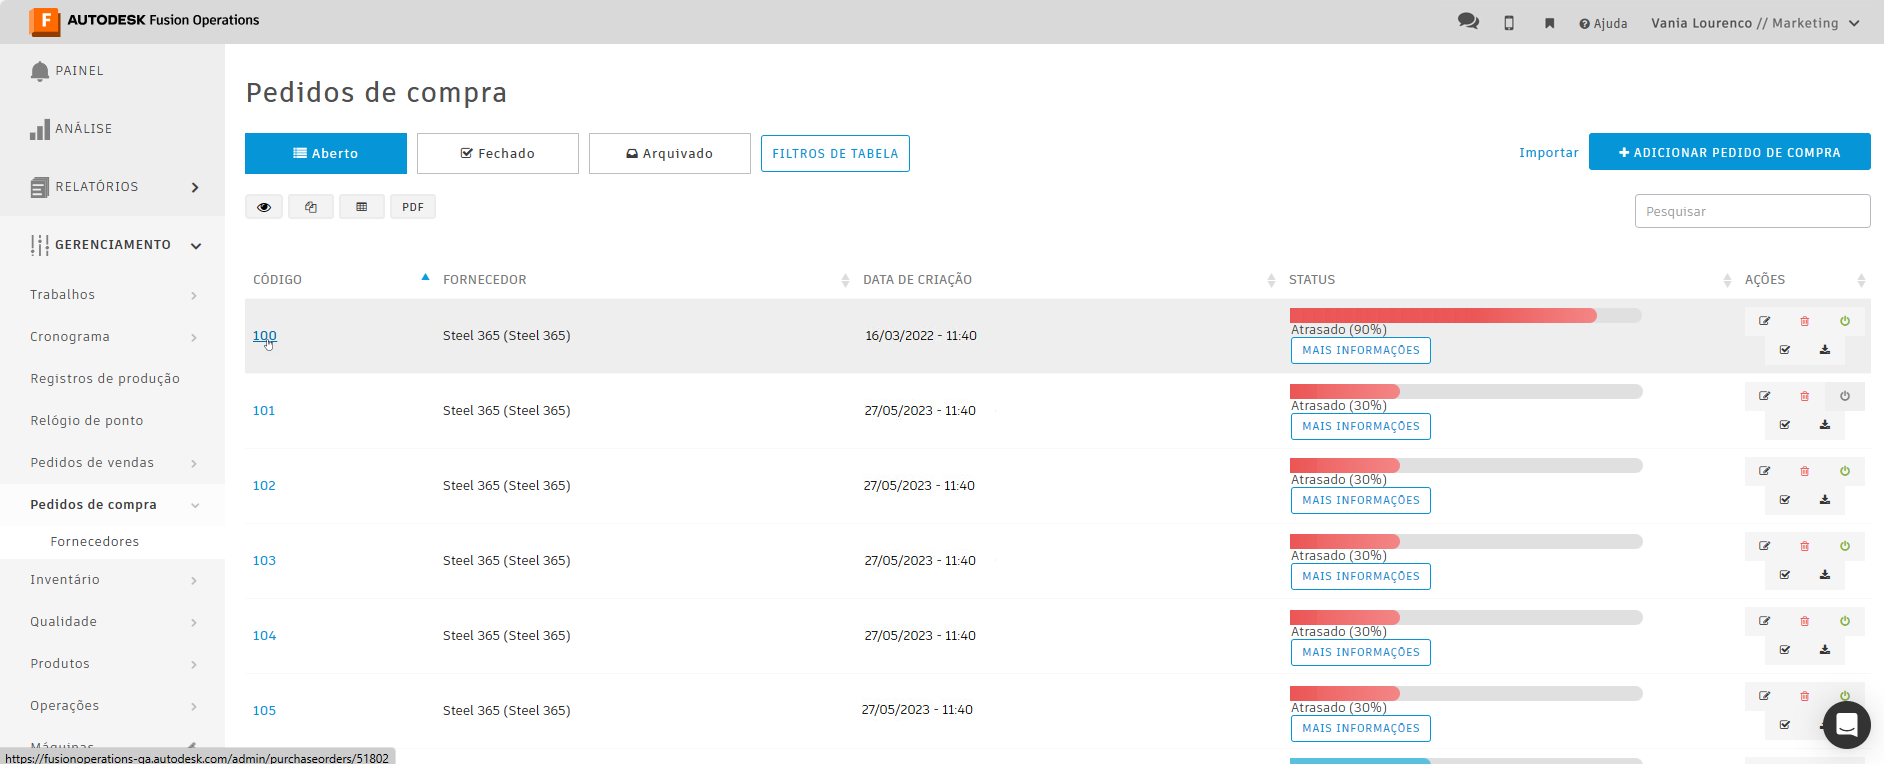 AUTODESK Fusion Operations
Ajuda
Vania Lourenco // Marketing
PAINEL
ANÁLISE
RELATÓRIOS
GERENCIAMENTO
Trabalhos
Cronograma
Registros de produção
Relógio de ponto
Pedidos de vendas
Pedidos de compra
Fornecedores
Inventário
Qualidade
Produtos
Operações
Máquinas
https://fusionoperations-qa.autodesk.com/admin/purchaseorders/51802
Pedidos de compra
Aberto
Fechado
Arquivado
FILTROS DE TABELA
Importar
+ ADICIONAR PEDIDO DE COMPRA
PDF
Pesquisar
CÓDIGO FORNECEDOR DATA DE CRIAÇÃO STATUS AÇÕES
100 Steel 365 (Steel 365) 16/03/2022 - 11:40 Atrasado (90%)
MAIS INFORMAÇÕES
101 Steel 365 (Steel 365) 27/05/2023 - 11:40 Atrasado (30%)
MAIS INFORMAÇÕES
102 Steel 365 (Steel 365) 27/05/2023 - 11:40 Atrasado (30%)
MAIS INFORMAÇÕES
103 Steel 365 (Steel 365) 27/05/2023 - 11:40 Atrasado (30%)
MAIS INFORMAÇÕES
104 Steel 365 (Steel 365) 27/05/2023 - 11:40 Atrasado (30%)
MAIS INFORMAÇÕES
105 Steel 365 (Steel 365) 27/05/2023 - 11:40 Atrasado (30%)
MAIS INFORMAÇÕES